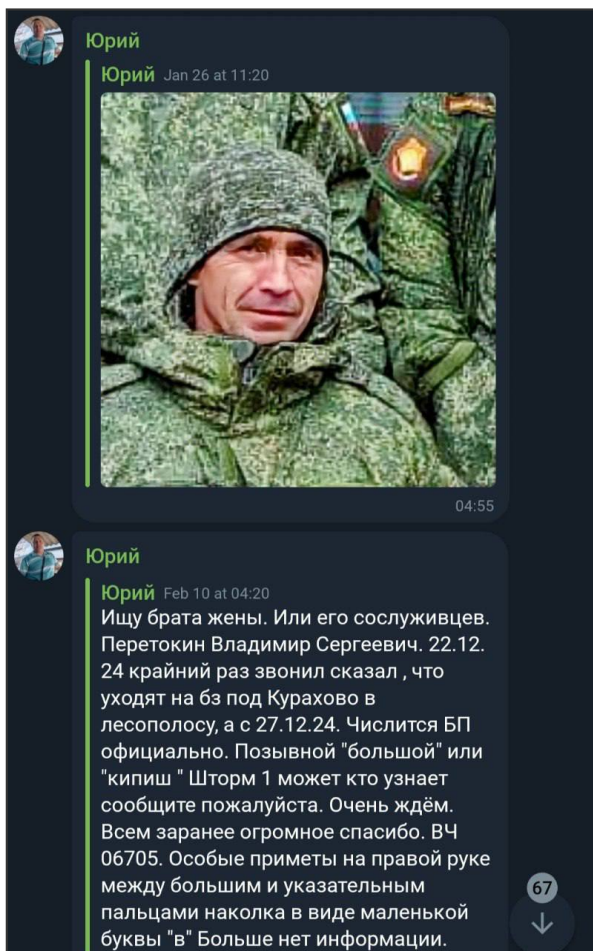 Юрий
Юрий Jan 26 at 11:20
04:55
Юрий
Юрий Feb 10 at 04:20
Ищу брата жены. Или его сослуживцев.
Перетокин Владимир Сергеевич. 22.12.
24 крайний раз звонил сказал , что
уходят на бз под Курахово в
лесополосу, а с 27.12.24. Числится БП
официально. Позывной "большой" или
"кипиш " Шторм 1 может кто узнает
сообщите пожалуйста. Очень ждём.
Всем заранее огромное спасибо. ВЧ
06705. Особые приметы на правой руке
между большим и указательным
пальцами наколка в виде маленькой
буквы "в" Больше нет информации.
67